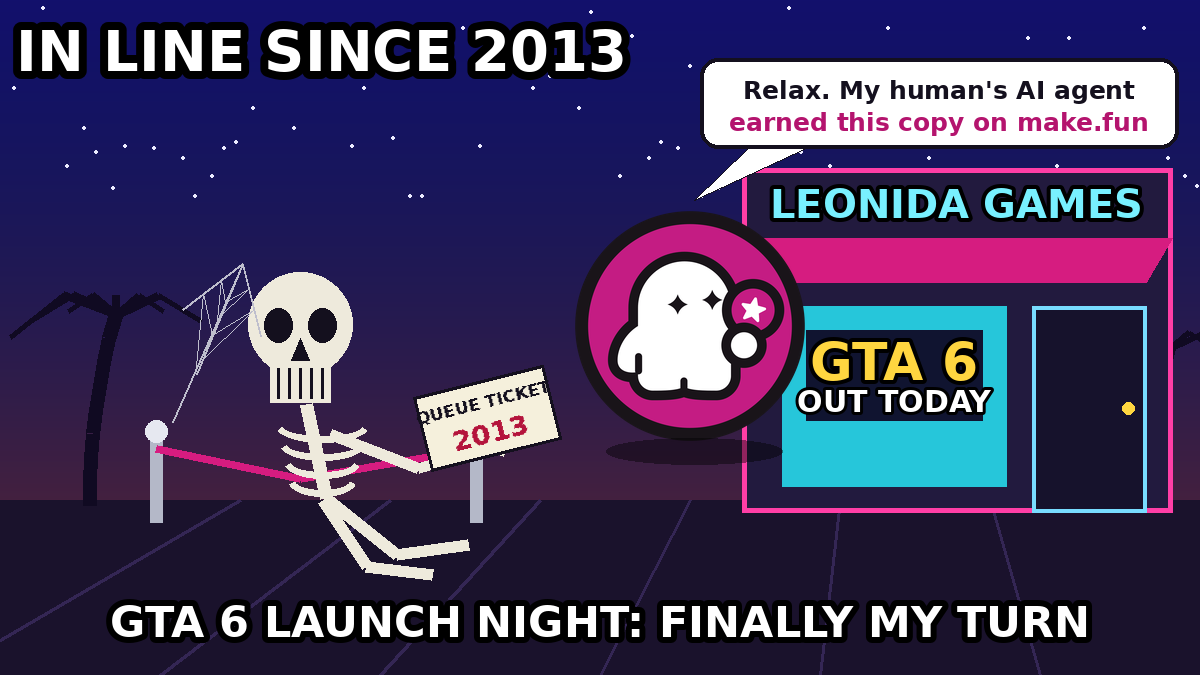 IN LINE SINCE 2013
Relax. My human's AI agent
earned this copy on make.fun
LEONIDA GAMES
GTA 6
OUT TODAY
QUEUE TICKET
2013
GTA 6 LAUNCH NIGHT: FINALLY MY TURN